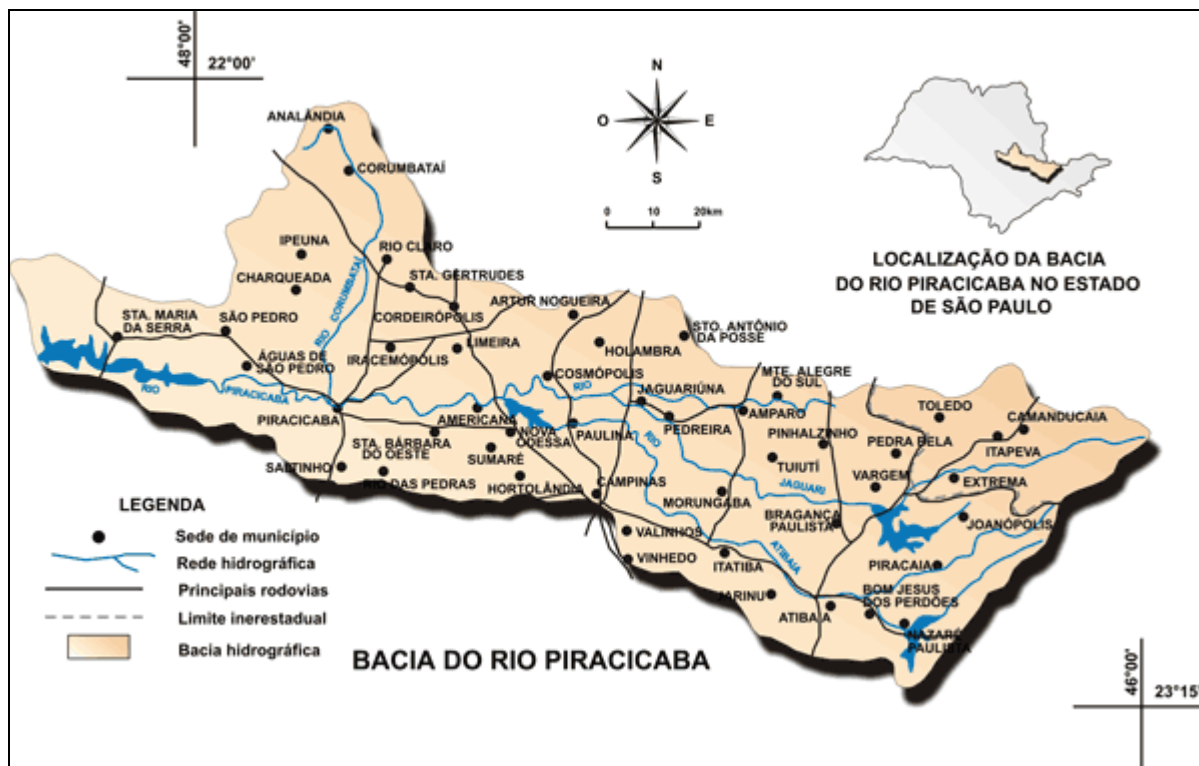 48°00'
22°00'
N
O
E
S
0 10 20km
LOCALIZAÇÃO DA BACIA
DO RIO PIRACICABA NO ESTADO
DE SÃO PAULO
ANALÂNDIA
CORUMBATAÍ
IPEUNA
RIO CLARO
CHARQUEADA
STA. GERTRUDES
RIO CORUMBATAÍ
CORDEIRÓPOLIS
ARTUR NOGUEIRA
STA. MARIA
DA SERRA
SÃO PEDRO
ÁGUAS DE
SÃO PEDRO
IRACEMÓPOLIS
LIMEIRA
HOLAMBRA
STO. ANTÔNIO
DA POSSE
COSMÓPOLIS
RIO
JAGUARIÚNA
MTE. ALEGRE
DO SUL
RIO
PIRACICABA
PIRACICABA
AMERICANA
NOVA
ODESSA
PAULINA
PEDREIRA
AMPARO
PINHALZINHO
TOLEDO
CAMANDUCAIA
PEDRA BELA
ITAPEVA
STA. BÁRBARA
DO OESTE
SUMARÉ
RIO
TUIUTÍ
VARGEM
EXTREMA
SALTINHO
RIO DAS PEDRAS
HORTOLÂNDIA
CAMPINAS
MORUNGABA
JAGUARI
BRAGANÇA
PAULISTA
JOANÓPOLIS
VALINHOS
VINHEDO
ITATIBA
ATIBAIA
PIRACAIA
JARINU
ATIBAIA
BOM JESUS
DOS PERDÕES
NAZARÉ
PAULISTA
LEGENDA
Sede de município
Rede hidrográfica
Principais rodovias
Limite inerestadual
Bacia hidrográfica
BACIA DO RIO PIRACICABA
46°00'
23°15'